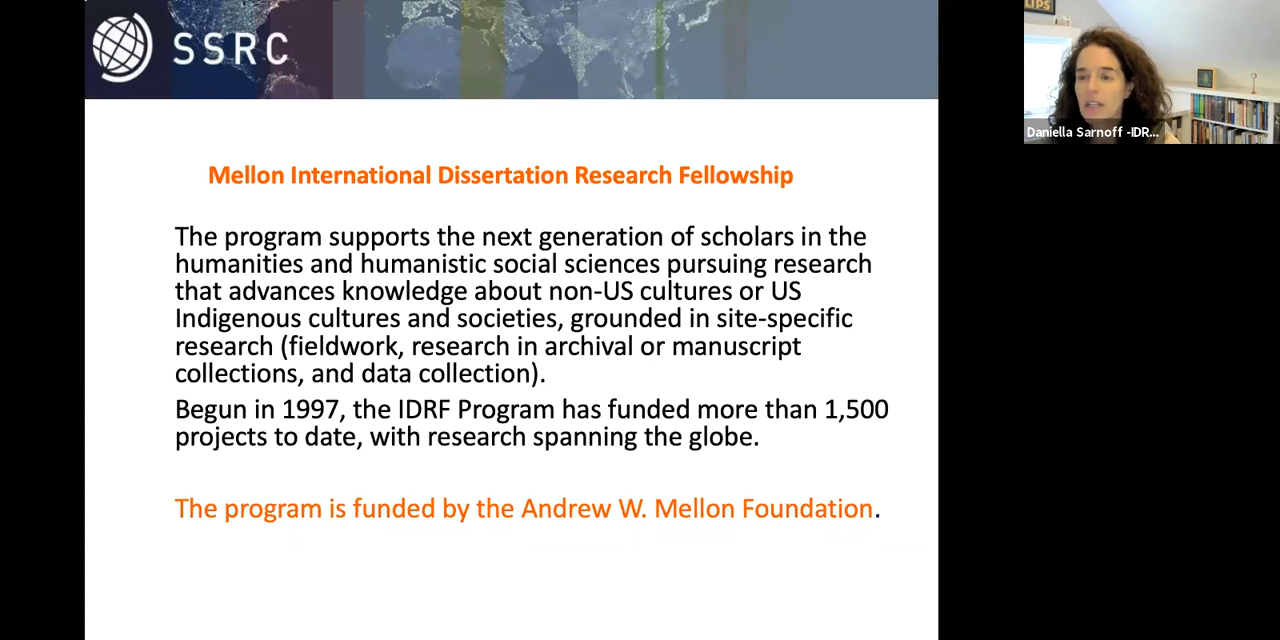 SSRC
LIPS
Daniella Sarnoff -IDR...
Mellon International Dissertation Research Fellowship
The program supports the next generation of scholars in the
humanities and humanistic social sciences pursuing research
that advances knowledge about non-US cultures or US
Indigenous cultures and societies, grounded in site-specific
research (fieldwork, research in archival or manuscript
collections, and data collection).
Begun in 1997, the IDRF Program has funded more than 1,500
projects to date, with research spanning the globe.
The program is funded by the Andrew W. Mellon Foundation.